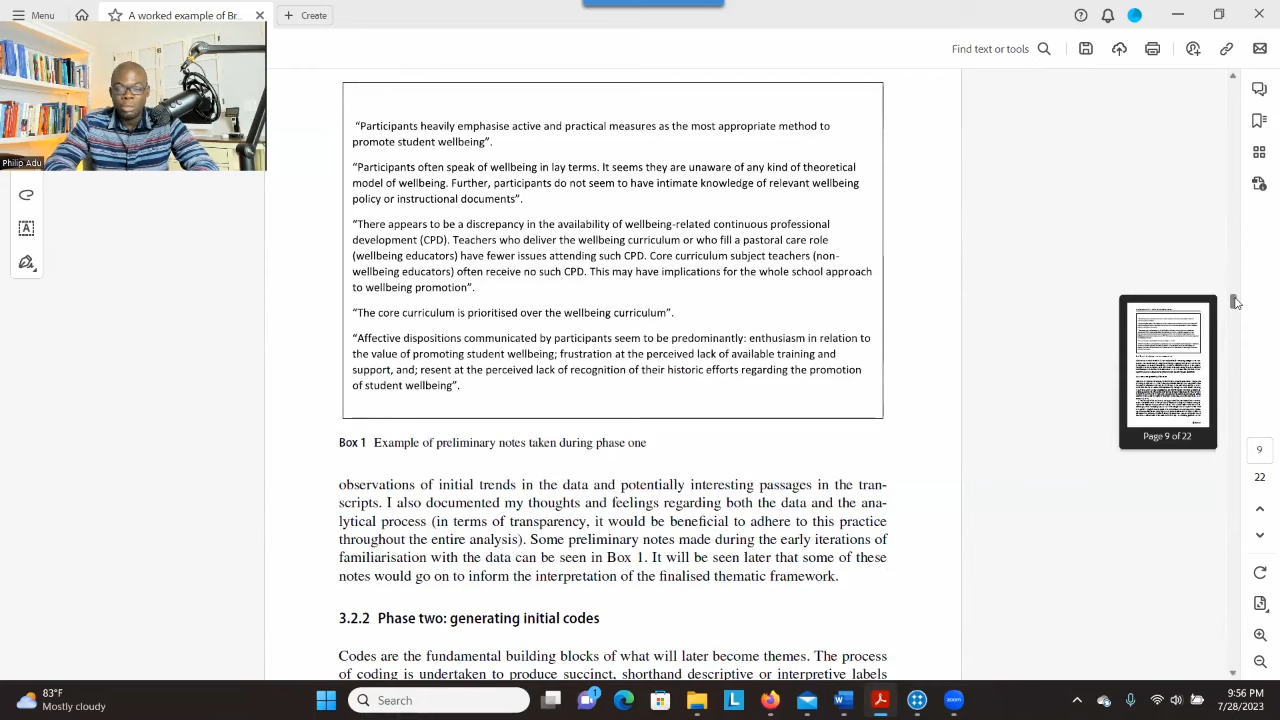 Menu
A worked example of Br...
Create
Find text or tools
Philip Adu
“Participants heavily emphasise active and practical measures as the most appropriate method to
promote student wellbeing”.
“Participants often speak of wellbeing in lay terms. It seems they are unaware of any kind of theoretical
model of wellbeing. Further, participants do not seem to have intimate knowledge of relevant wellbeing
policy or instructional documents”.
“There appears to be a discrepancy in the availability of wellbeing-related continuous professional
development (CPD). Teachers who deliver the wellbeing curriculum or who fill a pastoral care role
(wellbeing educators) have fewer issues attending such CPD. Core curriculum subject teachers (non-
wellbeing educators) often receive no such CPD. This may have implications for the whole school approach
to wellbeing promotion”.
“The core curriculum is prioritised over the wellbeing curriculum”.
“Affective dispositions communicated by participants seem to be predominantly: enthusiasm in relation to
the value of promoting student wellbeing; frustration at the perceived lack of available training and
support, and; resent at the perceived lack of recognition of their historic efforts regarding the promotion
of student wellbeing”.
Box 1 Example of preliminary notes taken during phase one
observations of initial trends in the data and potentially interesting passages in the tran-
scripts. I also documented my thoughts and feelings regarding both the data and the ana-
lytical process (in terms of transparency, it would be beneficial to adhere to this practice
throughout the entire analysis). Some preliminary notes made during the early iterations of
familiarisation with the data can be seen in Box 1. It will be seen later that some of these
notes would go on to inform the interpretation of the finalised thematic framework.
3.2.2 Phase two: generating initial codes
Codes are the fundamental building blocks of what will later become themes. The process
of coding is undertaken to produce succinct, shorthand descriptive or interpretive labels
Page 9 of 22
9
22
83°F
Mostly cloudy
Search
1
9:56 PM
7/28/2023